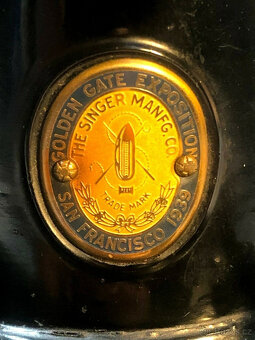 GOLDEN GATE EXPOSITION
THE SINGER MANFG. CO.
TRADE MARK
SAN FRANCISCO 1939